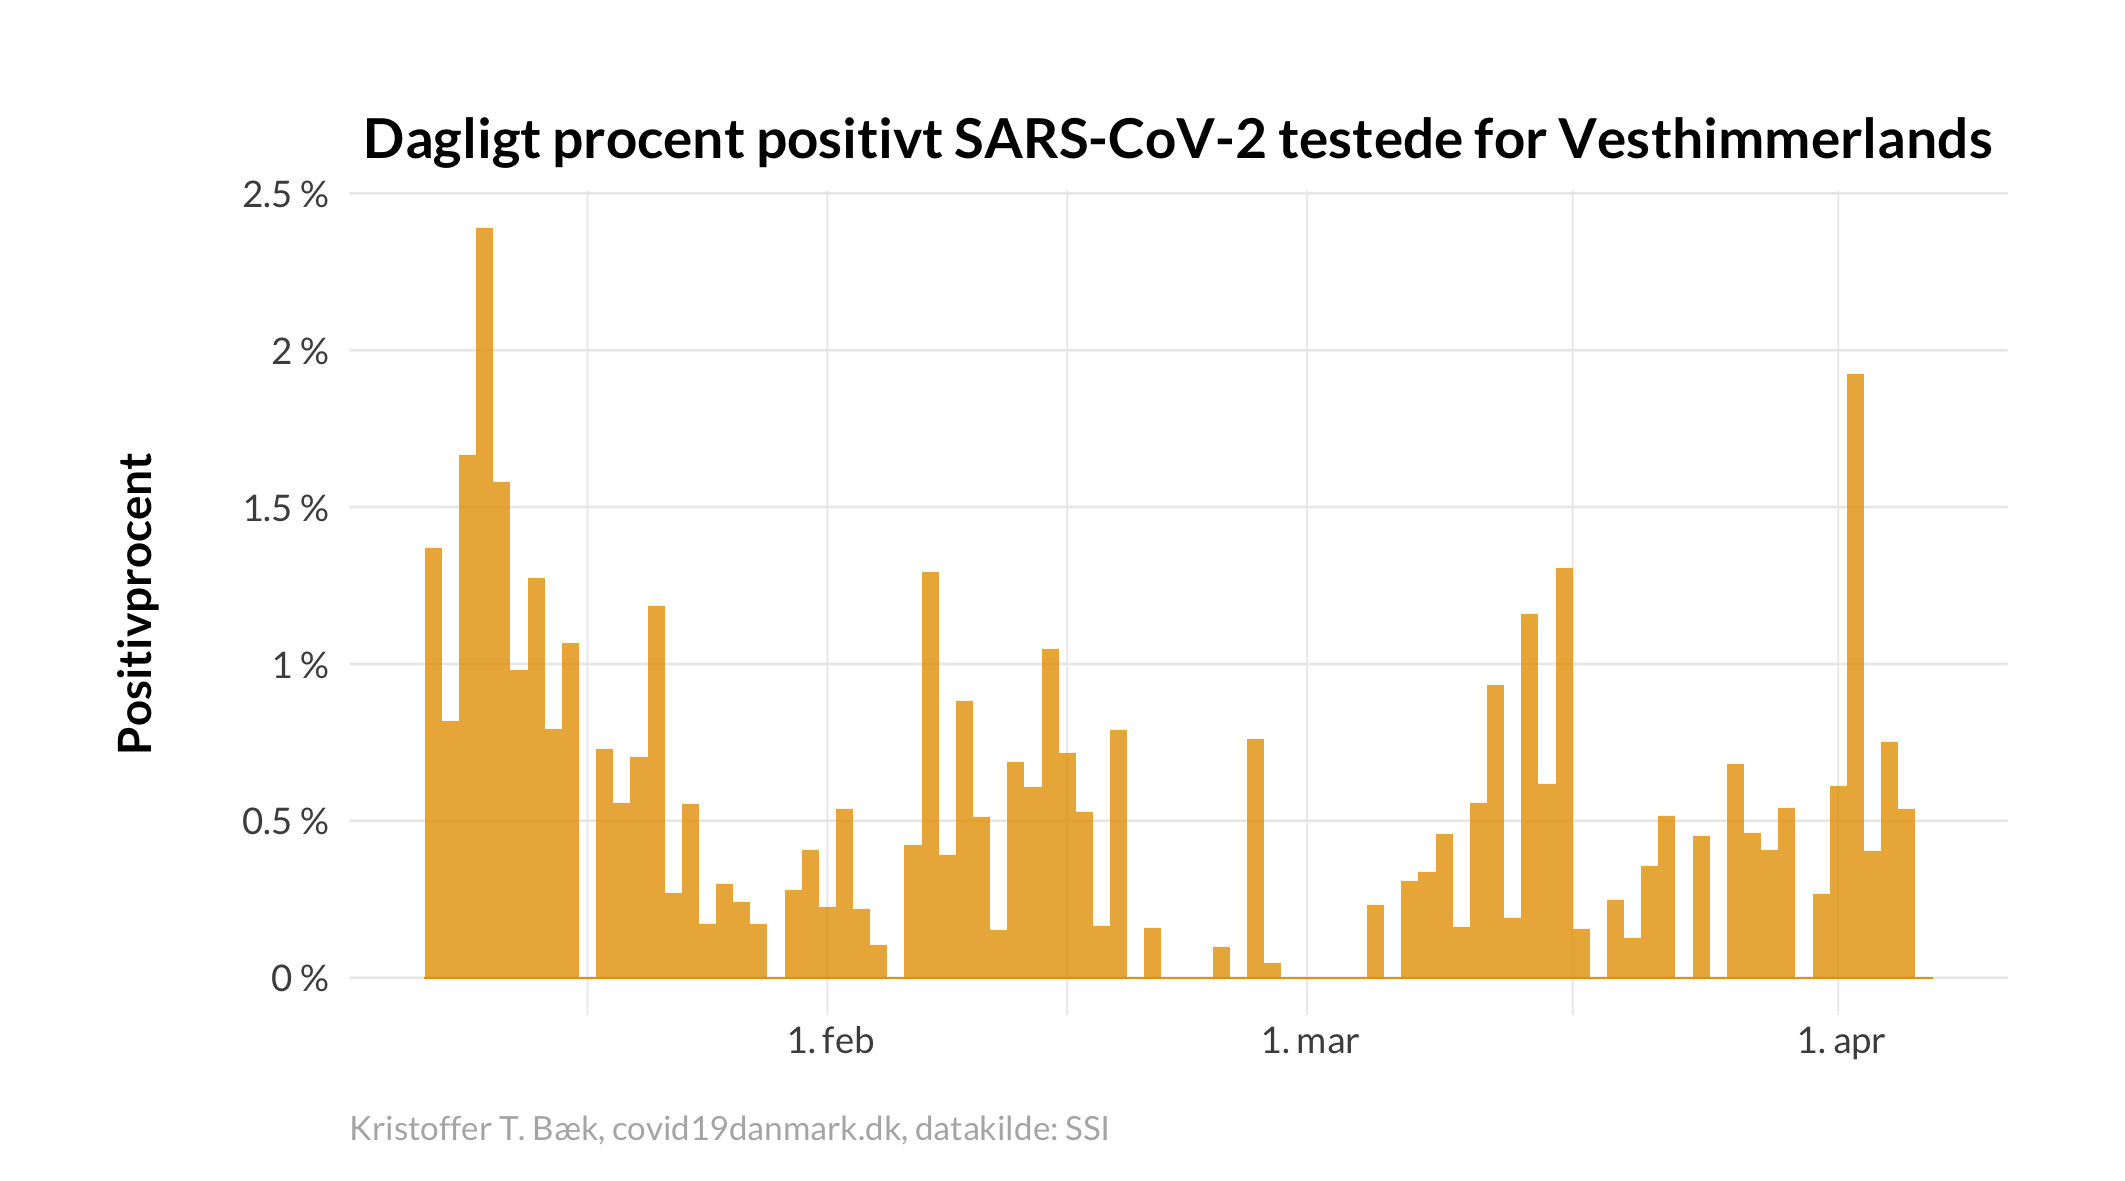 Dagligt procent positivt SARS-CoV-2 testede for Vesthimmerlands
Positivprocent
2.5 %
2 %
1.5 %
1 %
0.5 %
0 %
1. feb
1. mar
1. apr
Kristoffer T. Bæk, covid19danmark.dk, datakilde: SSI